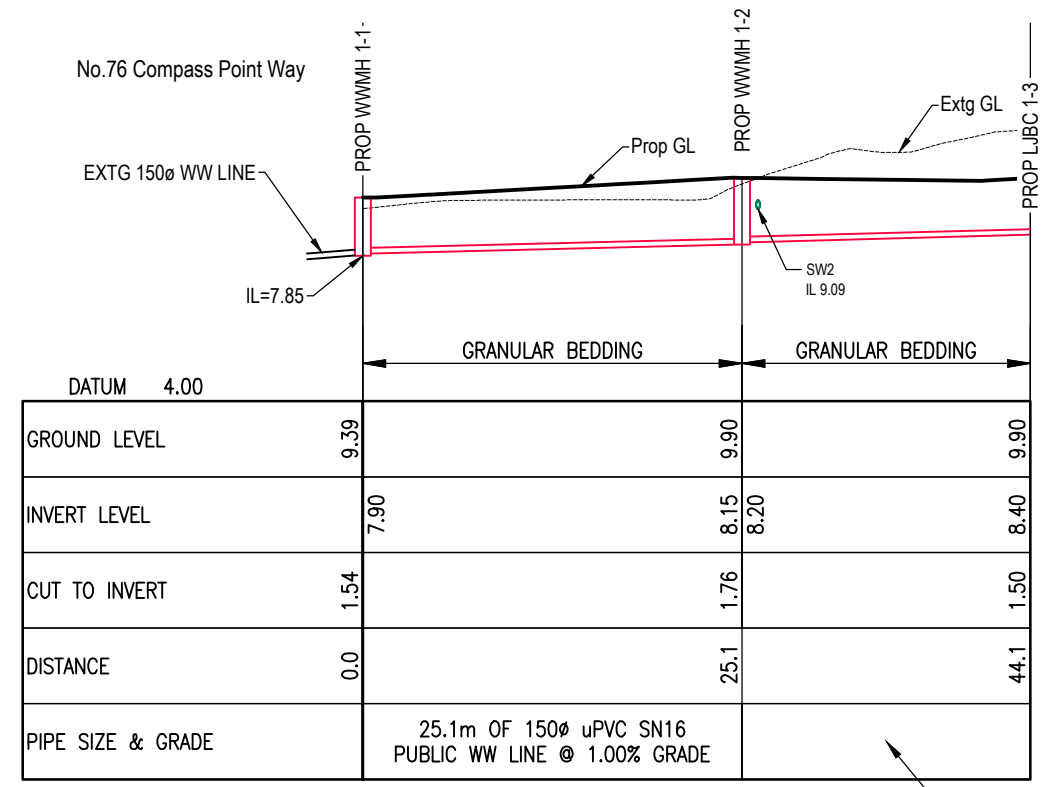 No.76 Compass Point Way
PROP WWMH 1-1
PROP WWMH 1-2
PROP LJBC 1-3
EXTG 150ø WW LINE
Prop GL
Extg GL
IL=7.85
SW2
IL 9.09
GRANULAR BEDDING
GRANULAR BEDDING
DATUM 4.00
GROUND LEVEL 9.39 9.90 9.90
INVERT LEVEL 7.90 8.15 8.20 8.40
CUT TO INVERT 1.54 1.76 1.50
DISTANCE 0.0 25.1 44.1
PIPE SIZE & GRADE
25.1m OF 150ø uPVC SN16
PUBLIC WW LINE @ 1.00% GRADE